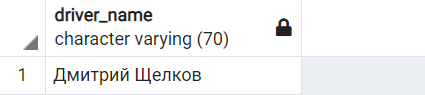 driver_name
character varying (70)
1 Дмитрий Щелков